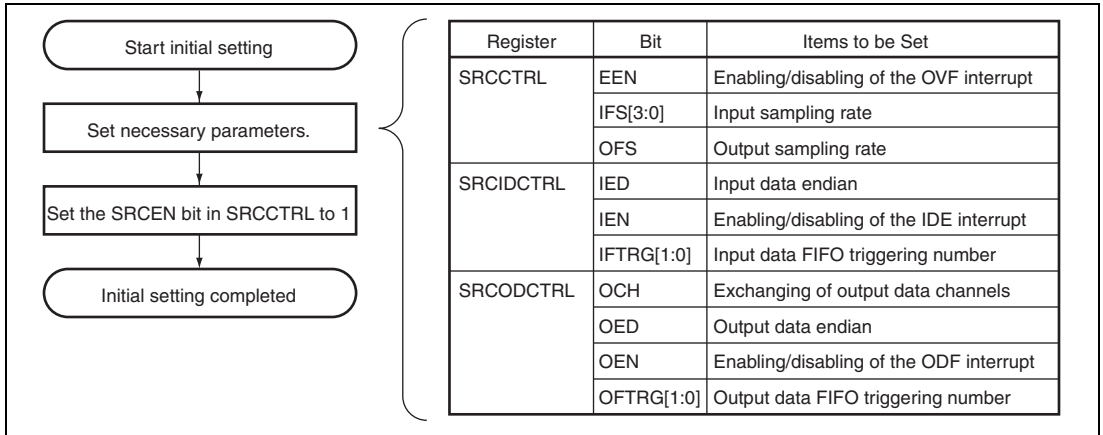 Start initial setting
Set necessary parameters.
Set the SRCEN bit in SRCCTRL to 1
Initial setting completed
Register Bit Items to be Set
SRCCTRL EEN Enabling/disabling of the OVF interrupt
IFS[3:0] Input sampling rate
OFS Output sampling rate
SRCIDCTRL IED Input data endian
IEN Enabling/disabling of the IDE interrupt
IFTRG[1:0] Input data FIFO triggering number
SRCODCTRL OCH Exchanging of output data channels
OED Output data endian
OEN Enabling/disabling of the ODF interrupt
OFTRG[1:0] Output data FIFO triggering number